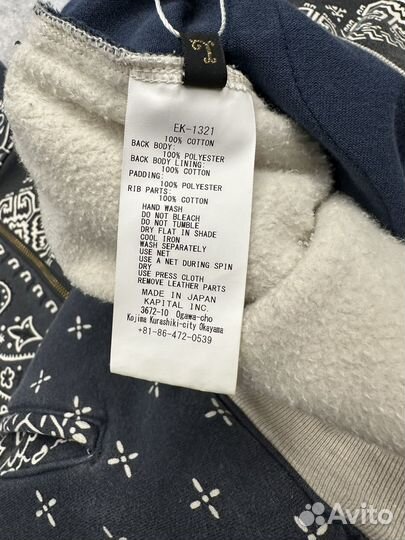 EK-1321
100% COTTON
BACK BODY:
100% POLYESTER
BACK BODY LINING:
100% COTTON
PADDING:
100% POLYESTER
RIB PARTS:
100% COTTON
HAND WASH
DO NOT BLEACH
DO NOT TUMBLE
DRY FLAT IN SHADE
COOL IRON
WASH SEPARATELY
USE NET
USE A NET DURING SPIN
DRY
USE PRESS CLOTH
REMOVE LEATHER PARTS
MADE IN JAPAN
KAPITAL INC.
3672-10 Ogawa-cho
Kojima Kurashiki-city Okayama
+81-86-472-0539
Avito